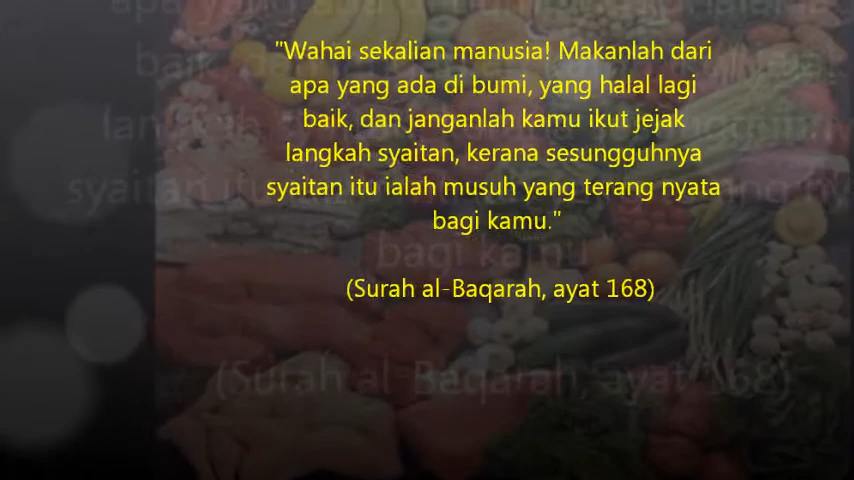 "Wahai sekalian manusia! Makanlah dari
apa yang ada di bumi, yang halal lagi
baik, dan janganlah kamu ikut jejak
langkah syaitan, kerana sesungguhnya
syaitan itu ialah musuh yang terang nyata
bagi kamu."
(Surah al-Baqarah, ayat 168)